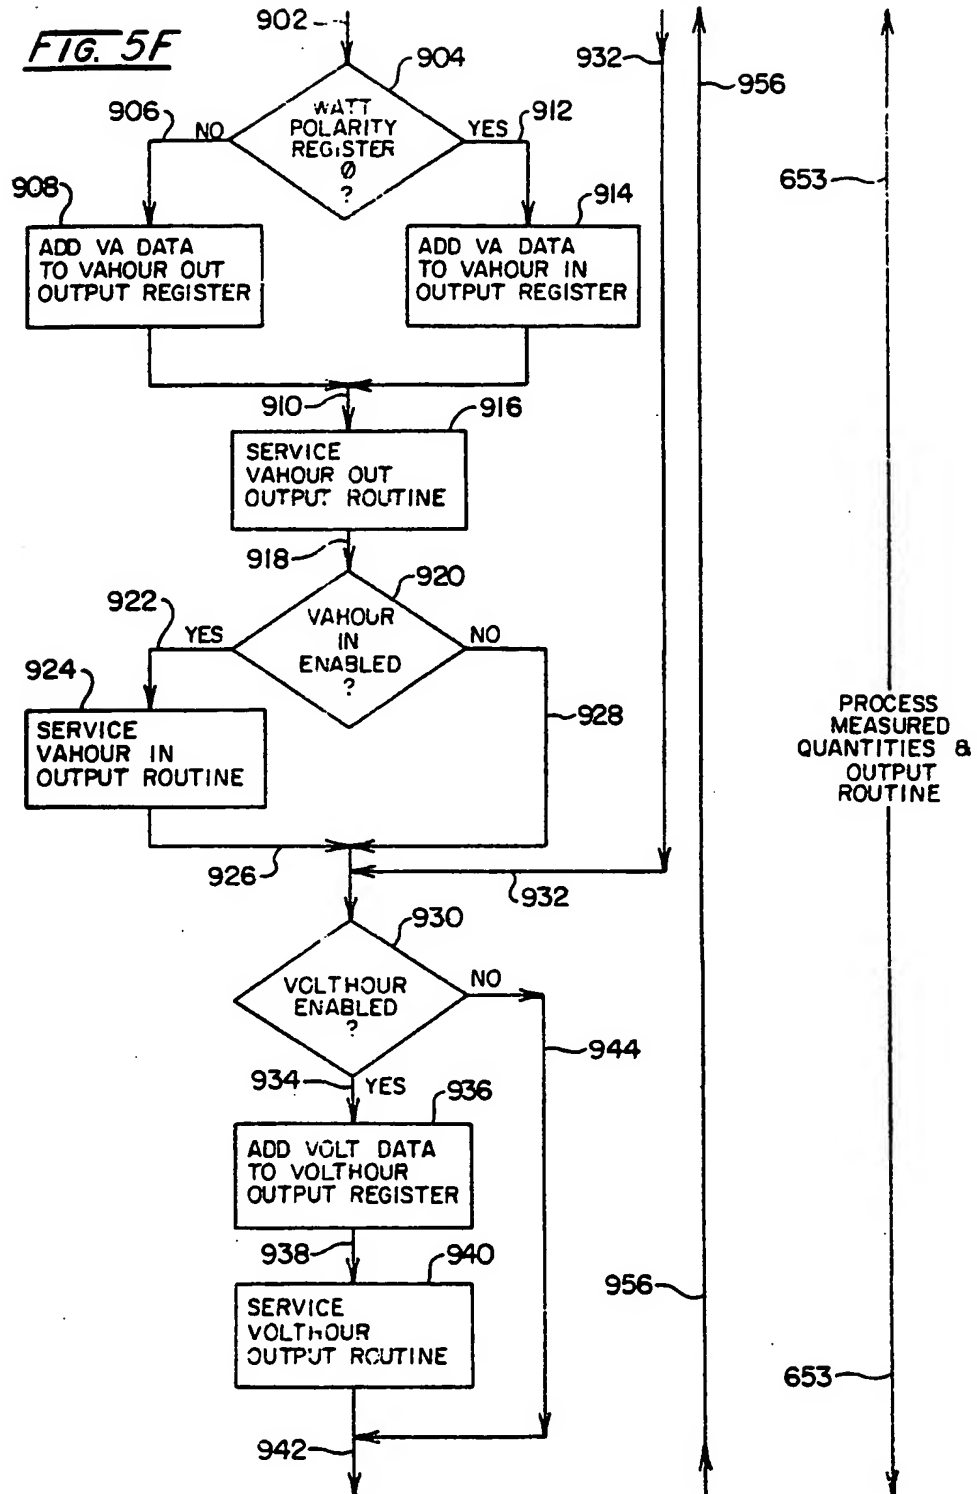 FIG. 5F
902
904
WATT
POLARITY
REGISTER
Ø
?
906
NO
YES
912
932
956
653
908
ADD VA DATA
TO VAHOUR OUT
OUTPUT REGISTER
914
ADD VA DATA
TO VAHOUR IN
OUTPUT REGISTER
910
916
SERVICE
VAHOUR OUT
OUTPUT ROUTINE
918
920
VAHOUR
IN
ENABLED
?
922
YES
NO
924
SERVICE
VAHOUR IN
OUTPUT ROUTINE
928
PROCESS
MEASURED
QUANTITIES &
OUTPUT
ROUTINE
926
932
930
VOLTHOUR
ENABLED
?
NO
944
934
YES
936
ADD VOLT DATA
TO VOLTHOUR
OUTPUT REGISTER
938
940
SERVICE
VOLTHOUR
OUTPUT ROUTINE
956
653
942